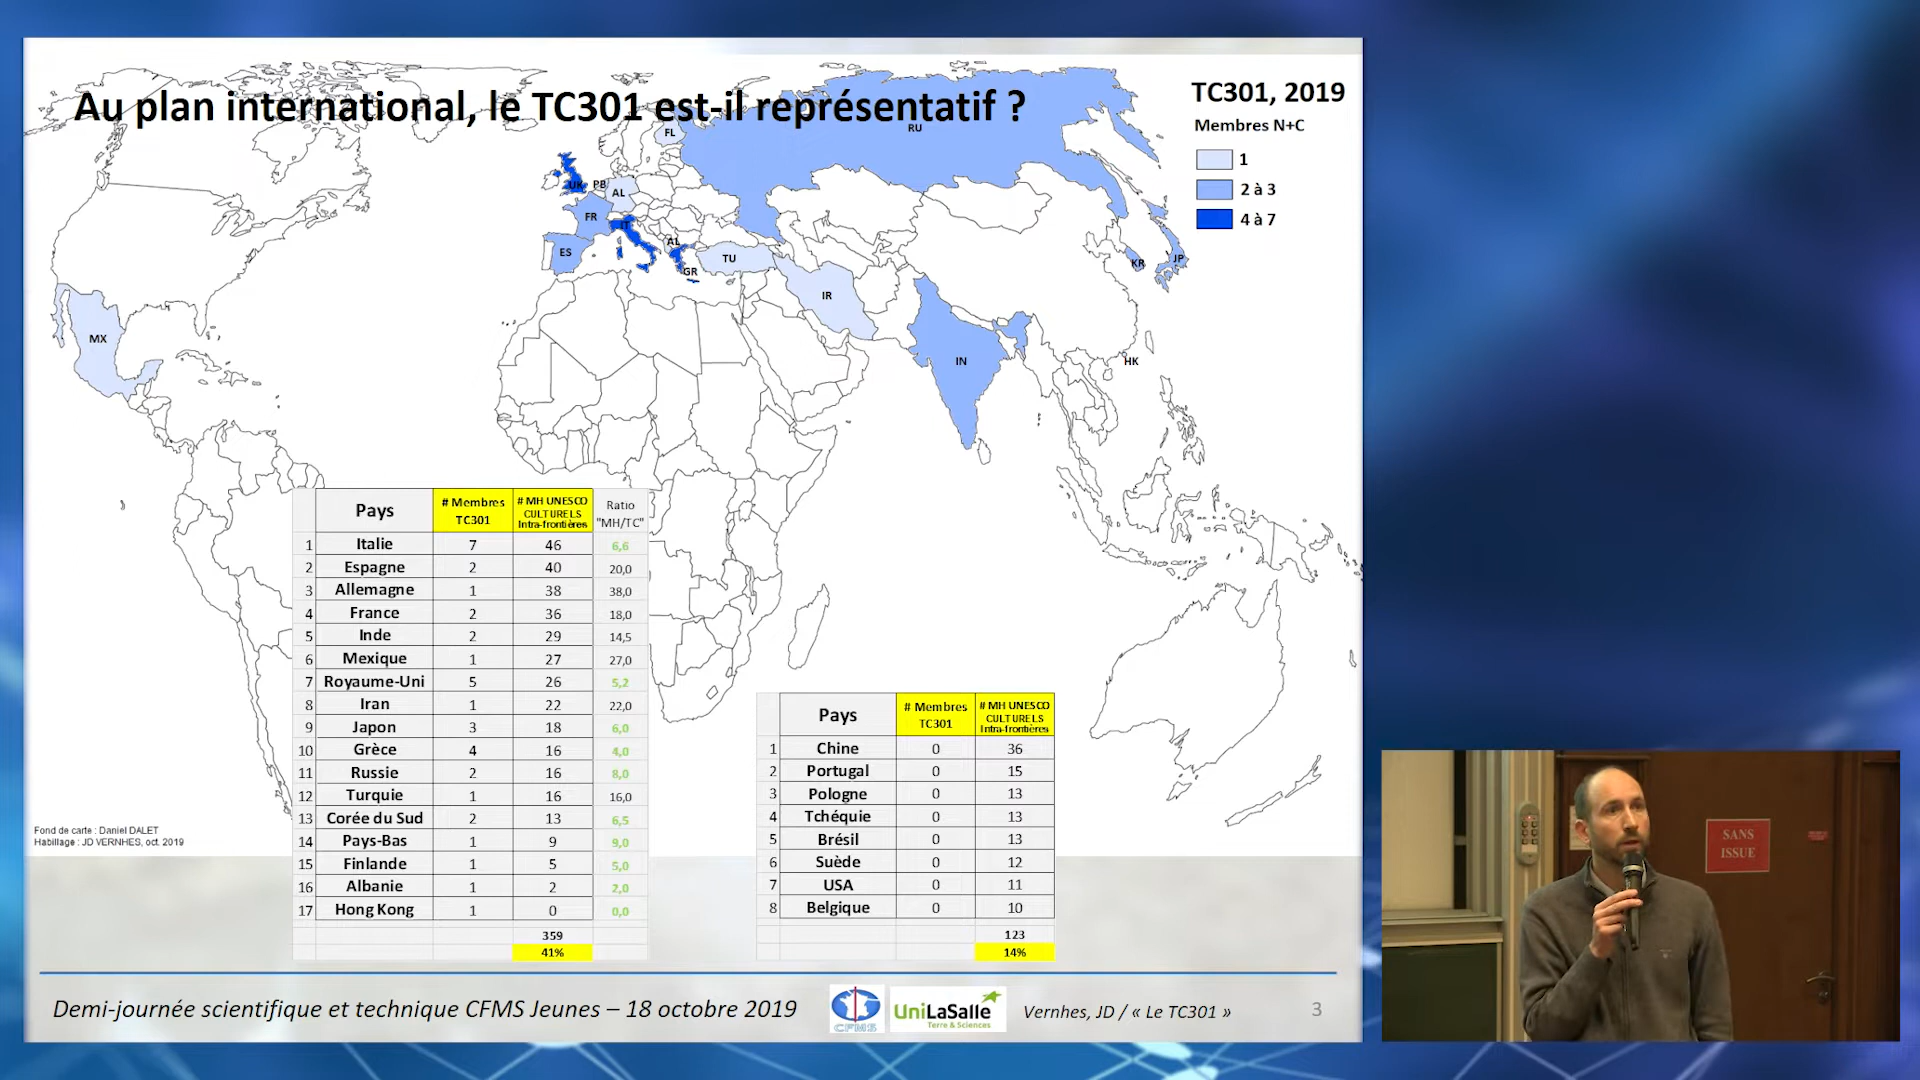 Au plan international, le TC301 est-il représentatif ?
TC301, 2019
Membres N+C
1
2 à 3
4 à 7
RU
FL
UK
PB
AL
FR
IT
ES
AL
GR
TU
IR
KR
JP
MX
IN
HK
Pays # Membres TC301 # MH UNESCO CULTURELS Intra-frontières Ratio "MH/TC"
1 Italie 7 46 6,6
2 Espagne 2 40 20,0
3 Allemagne 1 38 38,0
4 France 2 36 18,0
5 Inde 2 29 14,5
6 Mexique 1 27 27,0
7 Royaume-Uni 5 26 5,2
8 Iran 1 22 22,0
9 Japon 3 18 6,0
10 Grèce 4 16 4,0
11 Russie 2 16 8,0
12 Turquie 1 16 16,0
13 Corée du Sud 2 13 6,5
14 Pays-Bas 1 9 9,0
15 Finlande 1 5 5,0
16 Albanie 1 2 2,0
17 Hong Kong 1 0 0,0
359
41%
Pays # Membres TC301 # MH UNESCO CULTURELS Intra-frontières
1 Chine 0 36
2 Portugal 0 15
3 Pologne 0 13
4 Tchéquie 0 13
5 Brésil 0 13
6 Suède 0 12
7 USA 0 11
8 Belgique 0 10
123
14%
Fond de carte : Daniel DALET
Habillage : JD VERNHES, oct. 2019
Demi-journée scientifique et technique CFMS Jeunes – 18 octobre 2019
CFMS
UniLaSalle
Terre & Sciences
Vernhes, JD / « Le TC301 »
3
SANS
ISSUE